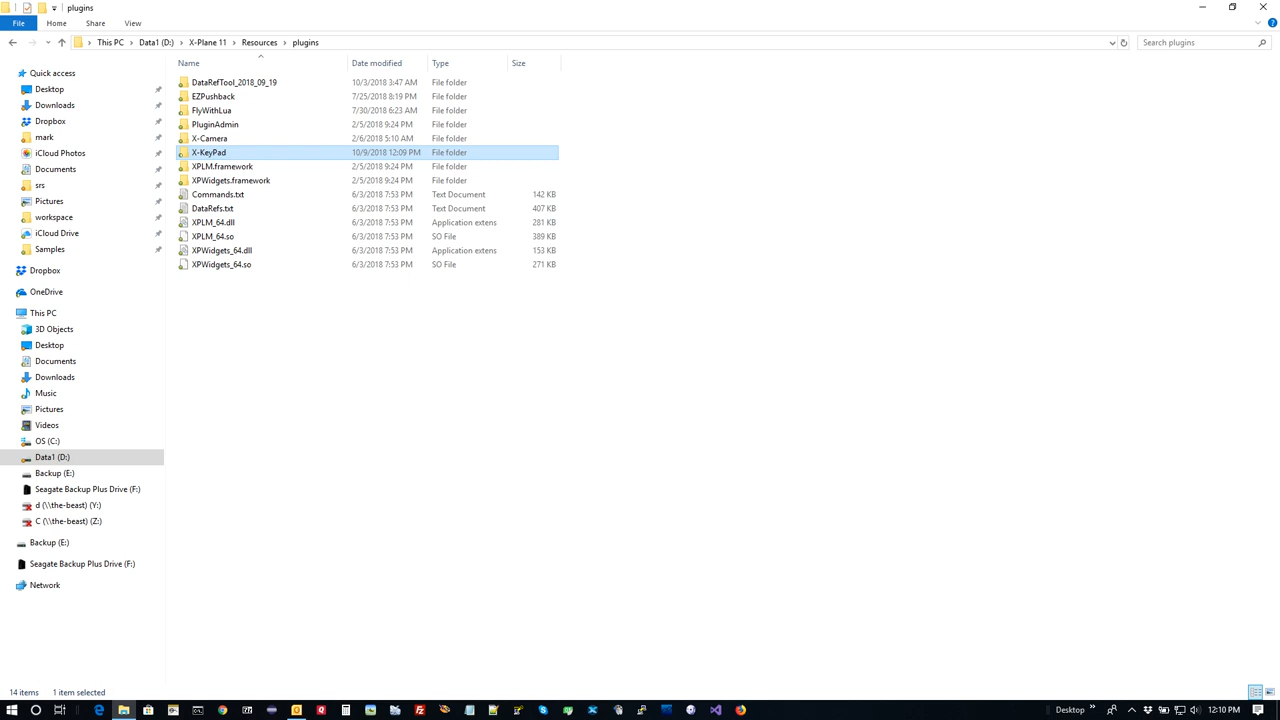 plugins
File Home Share View
This PC Data1 (D:) X-Plane 11 Resources plugins Search plugins
Name Date modified Type Size
Quick access
Desktop
Downloads
Dropbox
mark
iCloud Photos
Documents
srs
Pictures
workspace
iCloud Drive
Samples
Dropbox
OneDrive
This PC
3D Objects
Desktop
Documents
Downloads
Music
Pictures
Videos
OS (C:)
Data1 (D:)
Backup (E:)
Seagate Backup Plus Drive (F:)
d (\\the-beast) (Y:)
C (\\the-beast) (Z:)
Backup (E:)
Seagate Backup Plus Drive (F:)
Network
DataRefTool_2018_09_19 10/3/2018 3:47 AM File folder
EZPushback 7/25/2018 8:19 PM File folder
FlyWithLua 7/30/2018 6:23 AM File folder
PluginAdmin 2/5/2018 9:24 PM File folder
X-Camera 2/6/2018 5:10 AM File folder
X-KeyPad 10/9/2018 12:09 PM File folder
XPLM.framework 2/5/2018 9:24 PM File folder
XPWidgets.framework 2/5/2018 9:24 PM File folder
Commands.txt 6/3/2018 7:53 PM Text Document 142 KB
DataRefs.txt 6/3/2018 7:53 PM Text Document 407 KB
XPLM_64.dll 6/3/2018 7:53 PM Application extens 281 KB
XPLM_64.so 6/3/2018 7:53 PM SO File 389 KB
XPWidgets_64.dll 6/3/2018 7:53 PM Application extens 153 KB
XPWidgets_64.so 6/3/2018 7:53 PM SO File 271 KB
14 items 1 item selected
Desktop 12:10 PM